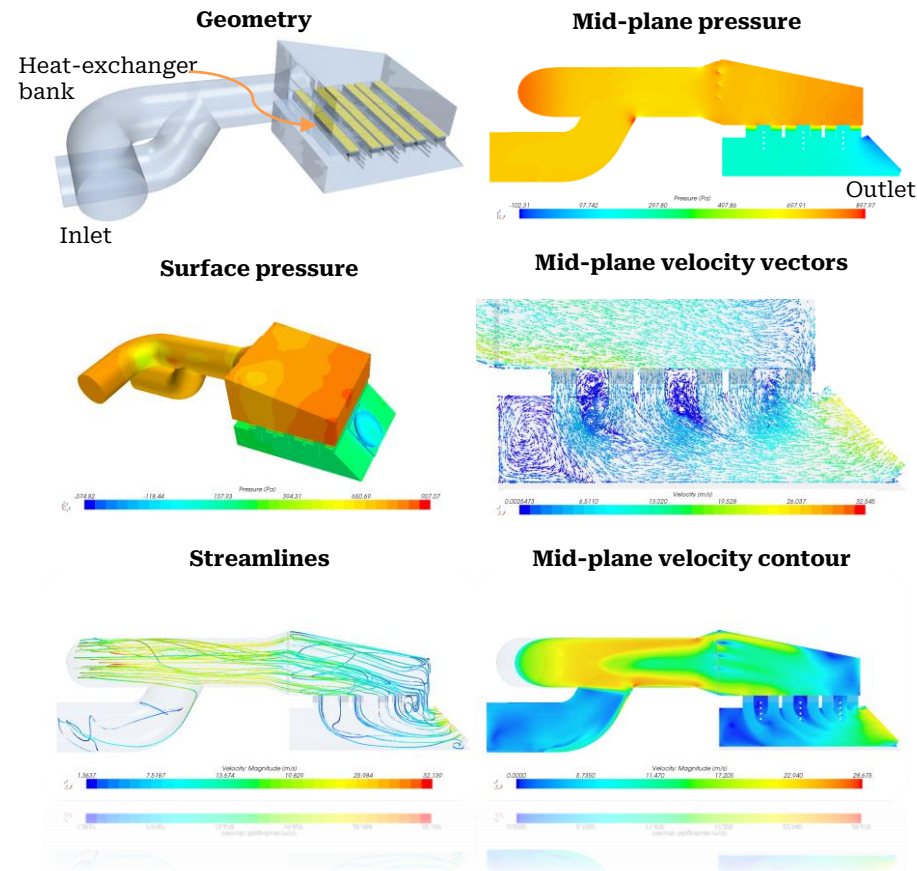 Geometry
Mid-plane pressure
Heat-exchanger
bank
Inlet
Outlet
Pressure (Pa)
-102.31 97.742 297.80 497.86 697.91 897.97
Surface pressure
Mid-plane velocity vectors
Pressure (Pa)
-374.92 -118.44 137.93 394.31 650.69 907.07
Velocity (m/s)
0.0025473 6.5110 13.020 19.528 26.037 32.545
Streamlines
Mid-plane velocity contour
Velocity: Magnitude (m/s)
1.3637 7.5187 13.674 19.829 25.984 32.139
Velocity: Magnitude (m/s)
0.0000 5.7350 11.470 17.205 22.940 28.675